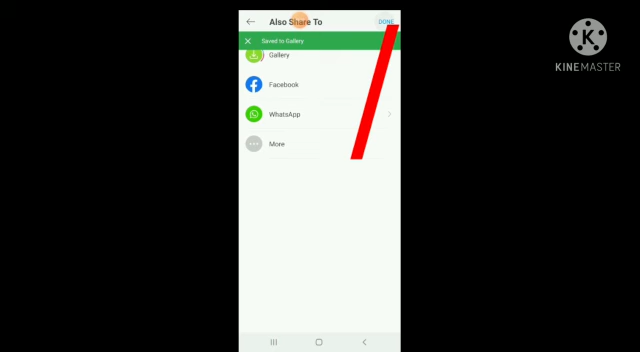 Also Share To
DONE
Saved to Gallery
Gallery
Facebook
WhatsApp
More
K
KINEMASTER